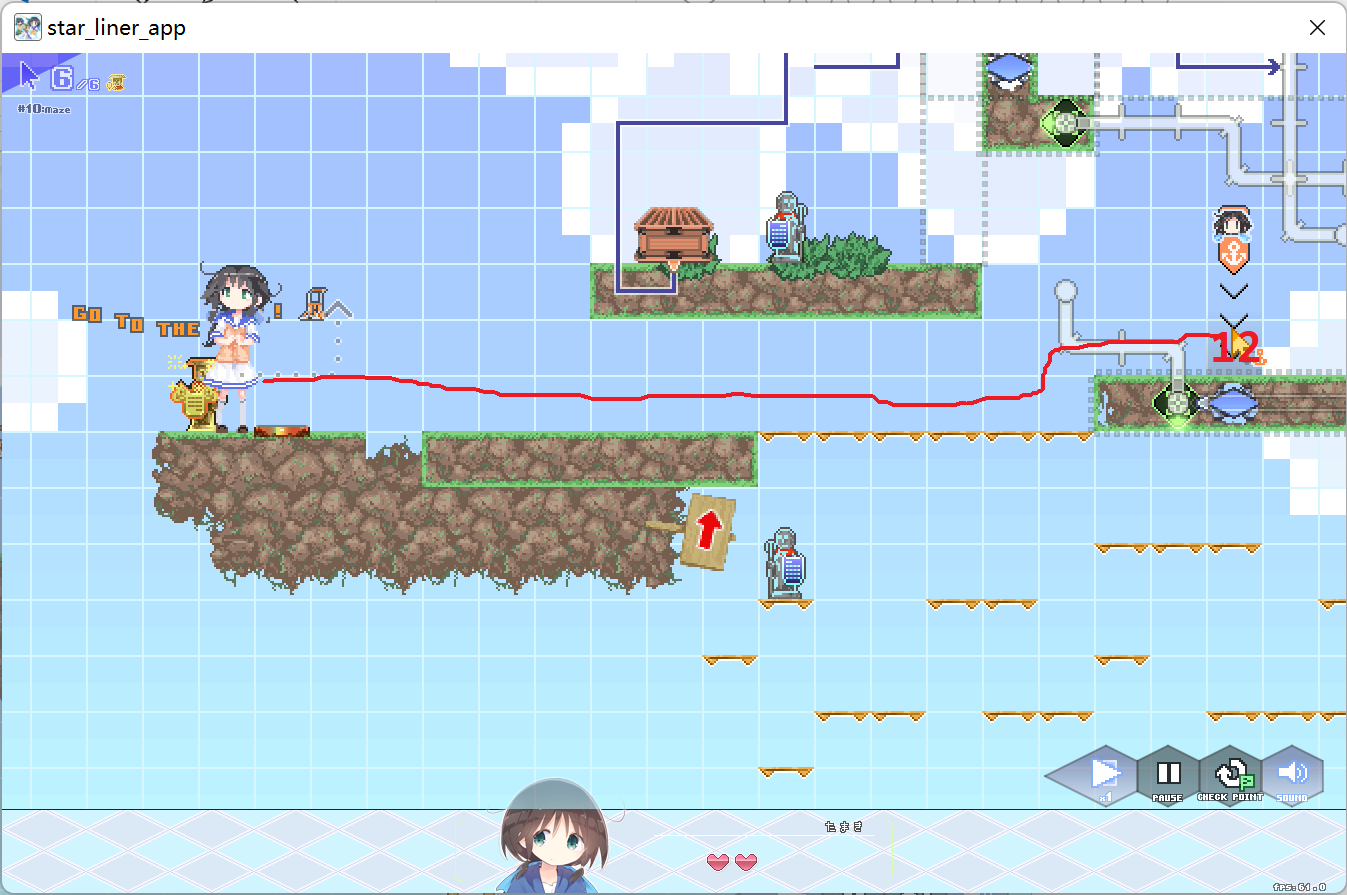 star_liner_app
6/6
#10:maze
GO TO THE !
12
x1
PAUSE
CHECK POINT
SOUND
たまき
frs:61.0